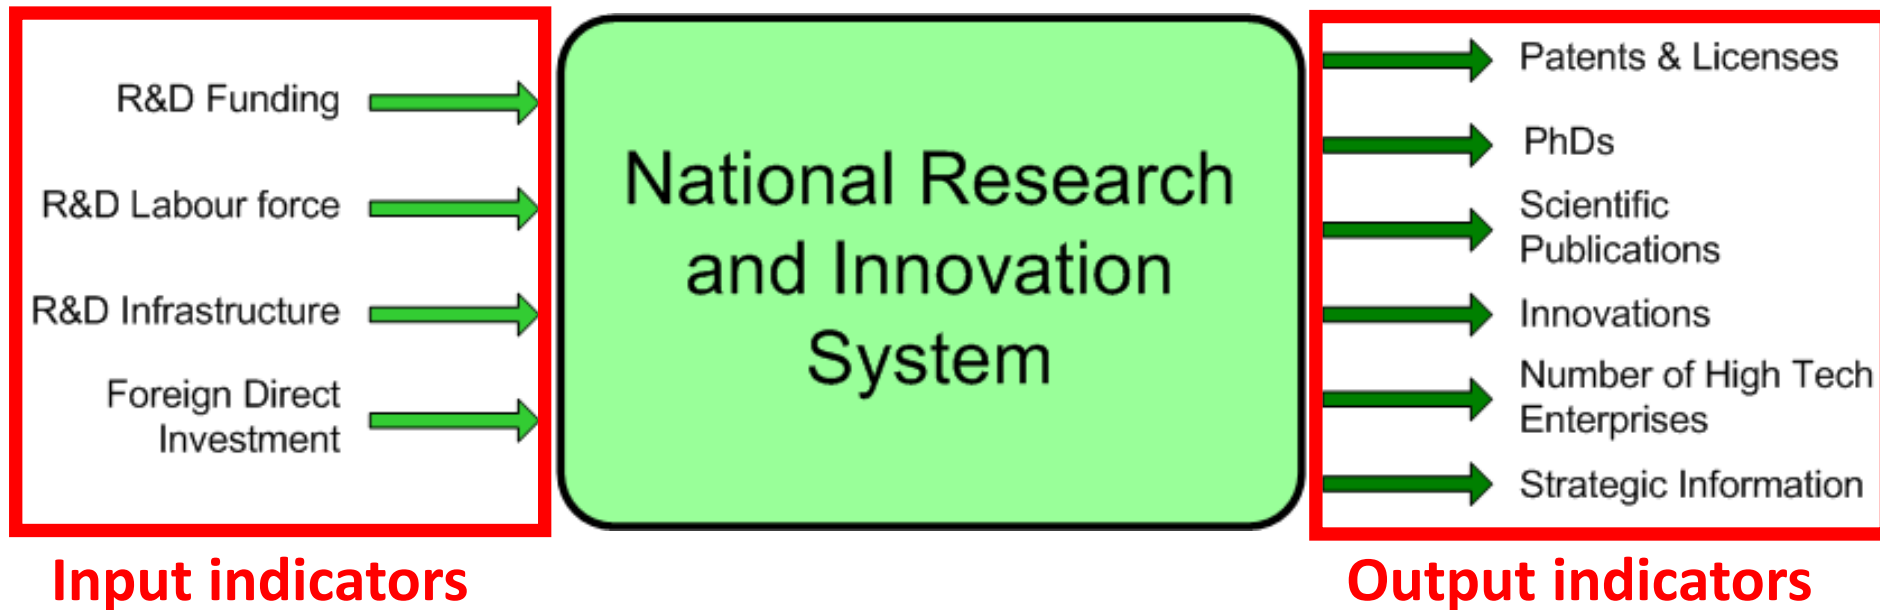 R&D Funding
R&D Labour force
R&D Infrastructure
Foreign Direct
Investment
Input indicators
National Research
and Innovation
System
Patents & Licenses
PhDs
Scientific
Publications
Innovations
Number of High Tech
Enterprises
Strategic Information
Output indicators